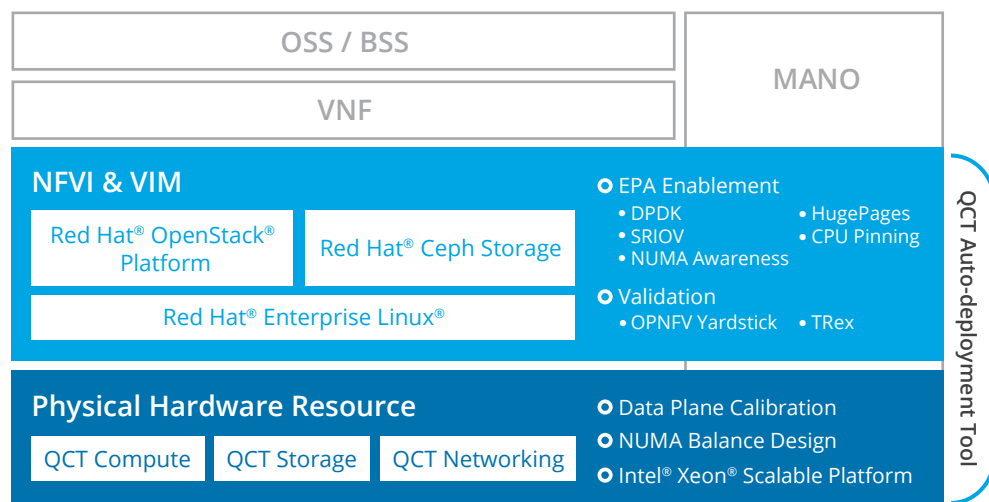 OSS / BSS
MANO
VNF
NFVI & VIM
Red Hat® OpenStack®
Platform
Red Hat® Ceph Storage
Red Hat® Enterprise Linux®
EPA Enablement
• DPDK
• HugePages
• SRIOV
• CPU Pinning
• NUMA Awareness
Validation
• OPNFV Yardstick
• TRex
Physical Hardware Resource
QCT Compute
QCT Storage
QCT Networking
Data Plane Calibration
NUMA Balance Design
Intel® Xeon® Scalable Platform
QCT Auto-deployment Tool